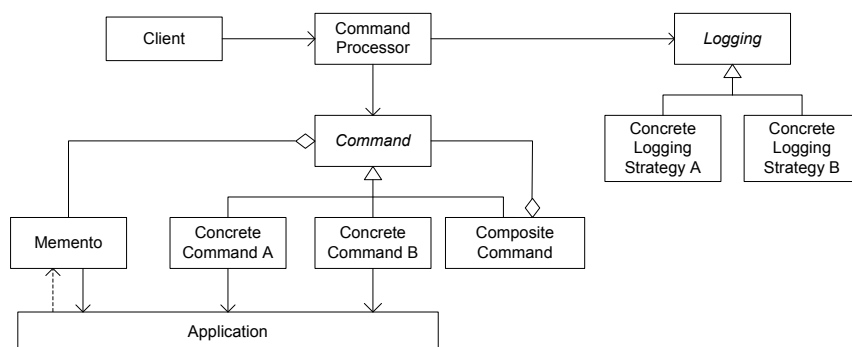 Client
Command
Processor
Logging
Command
Concrete
Logging
Strategy A
Concrete
Logging
Strategy B
Memento
Concrete
Command A
Concrete
Command B
Composite
Command
Application